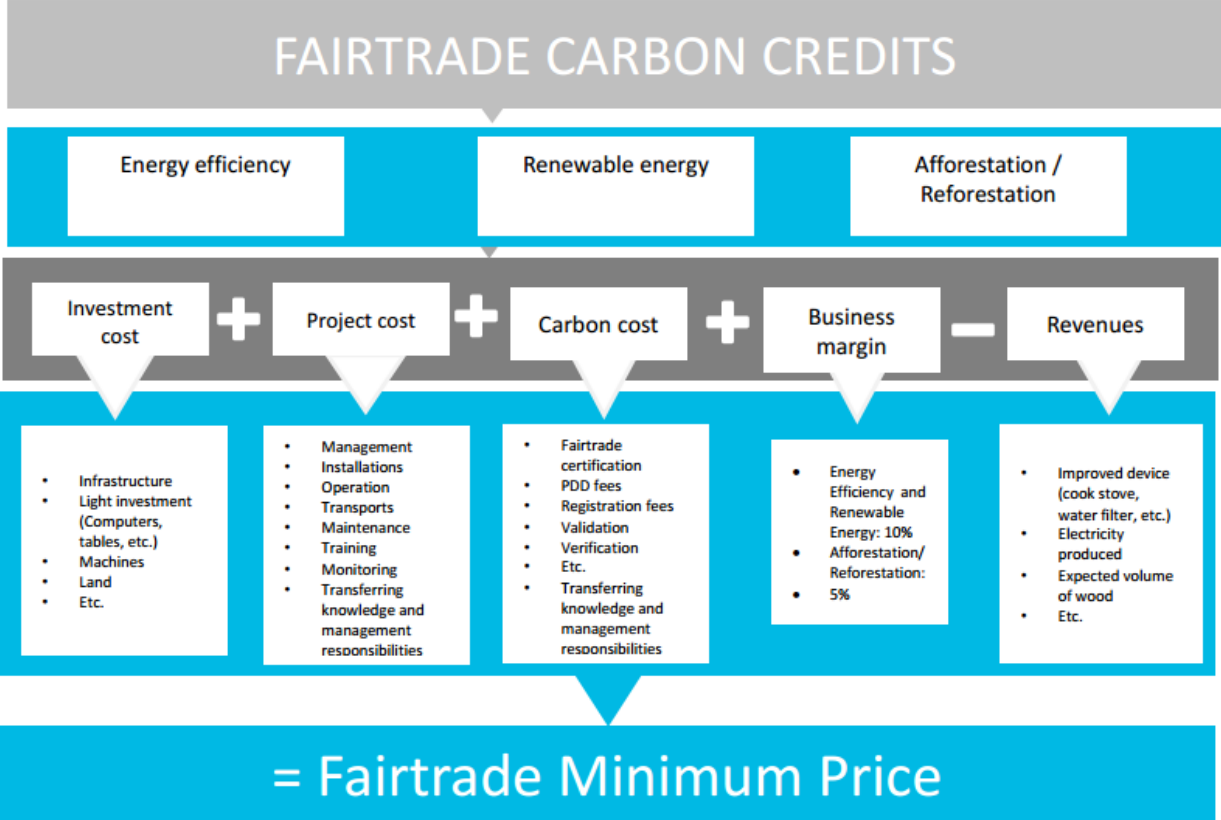 FAIRTRADE CARBON CREDITS
Energy efficiency
Renewable energy
Afforestation /
Reforestation
Investment
cost
+
Project cost
+
Carbon cost
+
Business
margin
−
Revenues
• Infrastructure
• Light investment
(Computers,
tables, etc.)
• Machines
• Land
• Etc.
• Management
• Installations
• Operation
• Transports
• Maintenance
• Training
• Monitoring
• Transferring
knowledge and
management
responsibilities
• Fairtrade
certification
• PDD fees
• Registration fees
• Validation
• Verification
• Etc.
• Transferring
knowledge and
management
responsibilities
• Energy
Efficiency and
Renewable
Energy: 10%
• Afforestation/
Reforestation:
• 5%
• Improved device
(cook stove,
water filter, etc.)
• Electricity
produced
• Expected volume
of wood
• Etc.
= Fairtrade Minimum Price